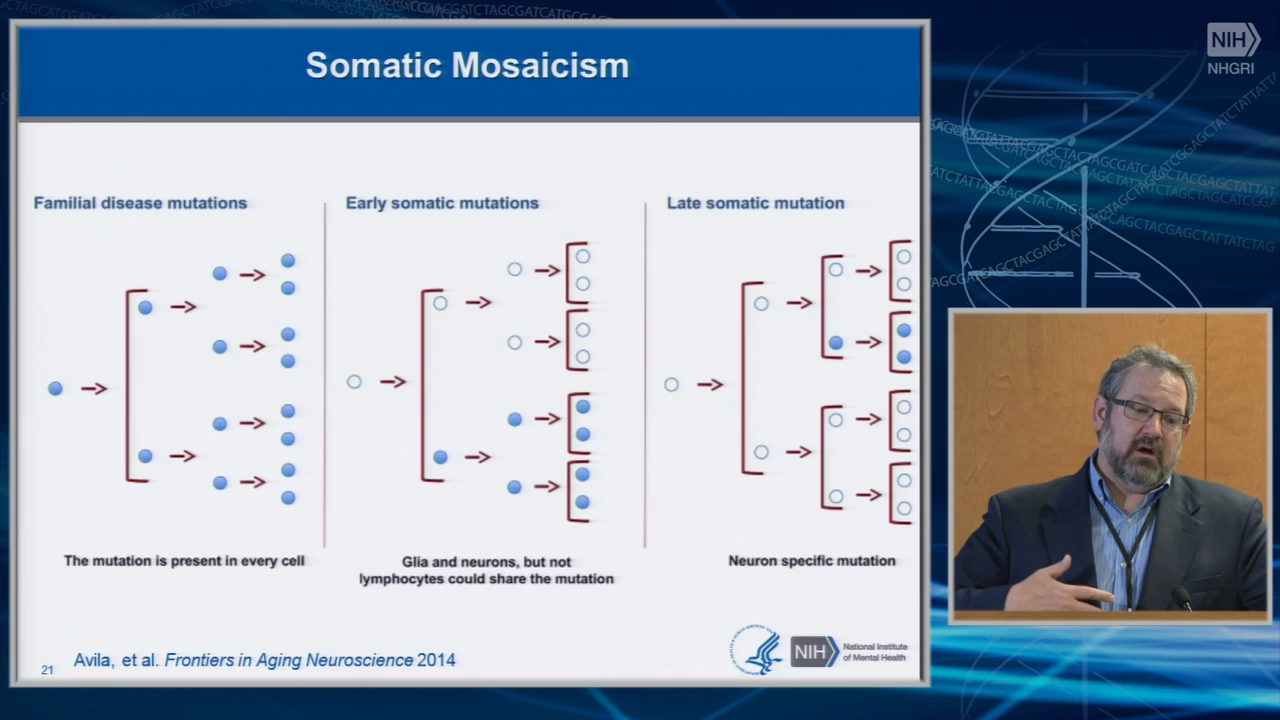 Somatic Mosaicism
NIH
NHGRI
Familial disease mutations
Early somatic mutations
Late somatic mutation
The mutation is present in every cell
Glia and neurons, but not
lymphocytes could share the mutation
Neuron specific mutation
21
Avila, et al. Frontiers in Aging Neuroscience 2014
NIH
National Institute
of Mental Health